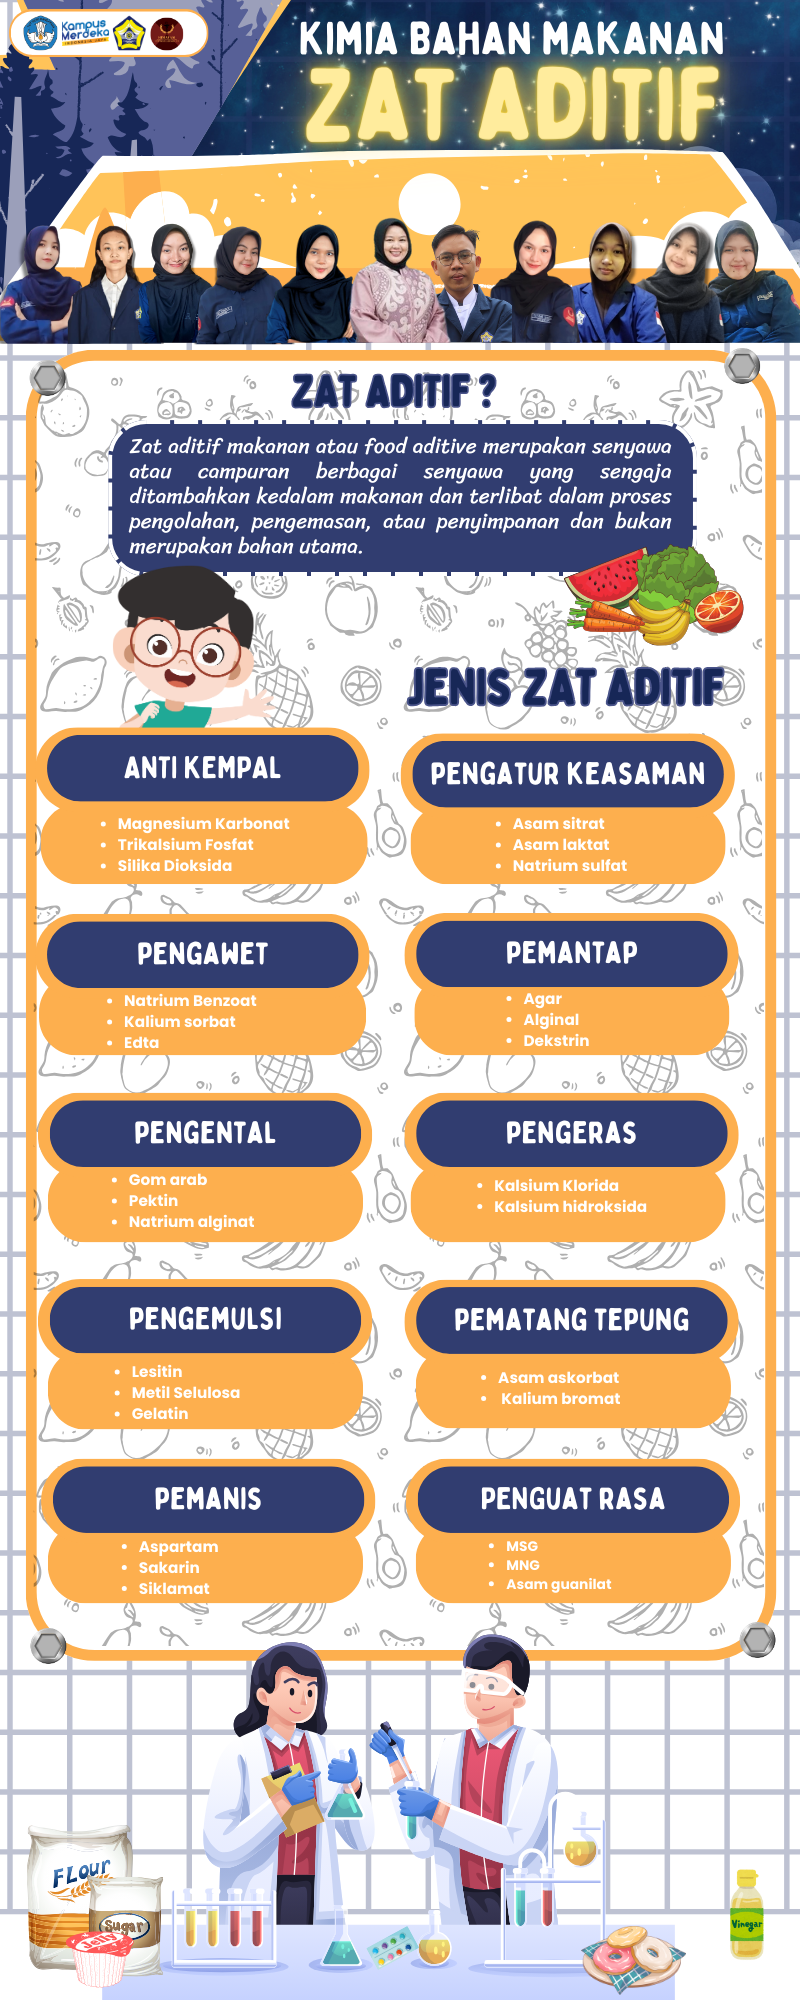 Kampus
Merdeka
INDONESIA JAYA
KIMIA BAHAN MAKANAN
ZAT ADITIF
ZAT ADITIF ?
Zat aditif makanan atau food aditive merupakan senyawa
atau campuran berbagai senyawa yang sengaja
ditambahkan kedalam makanan dan terlibat dalam proses
pengolahan, pengemasan, atau penyimpanan dan bukan
merupakan bahan utama.
JENIS ZAT ADITIF
ANTI KEMPAL
• Magnesium Karbonat
• Trikalsium Fosfat
• Silika Dioksida
PENGATUR KEASAMAN
• Asam sitrat
• Asam laktat
• Natrium sulfat
PENGAWET
• Natrium Benzoat
• Kalium sorbat
• Edta
PEMANTAP
• Agar
• Alginal
• Dekstrin
PENGENTAL
• Gom arab
• Pektin
• Natrium alginat
PENGERAS
• Kalsium Klorida
• Kalsium hidroksida
PENGEMULSI
• Lesitin
• Metil Selulosa
• Gelatin
PEMATANG TEPUNG
• Asam askorbat
• Kalium bromat
PEMANIS
• Aspartam
• Sakarin
• Siklamat
PENGUAT RASA
• MSG
• MNG
• Asam guanilat
FLour
Sugar
Jelly
Vinegar